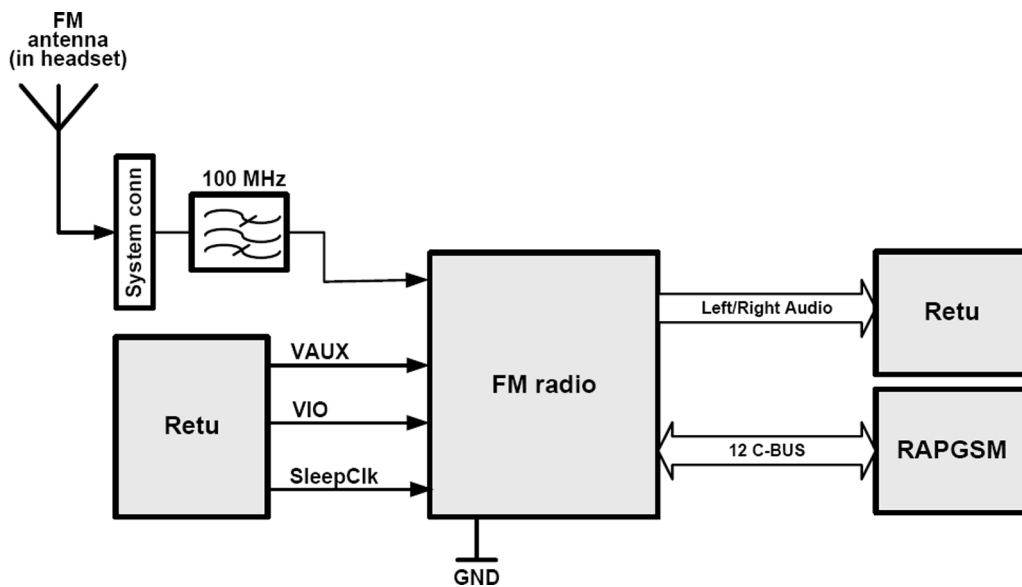 FM
antenna
(in headset)
System conn
100 MHz
Retu
VAUX
VIO
SleepClk
FM radio
GND
Left/Right Audio
12 C-BUS
Retu
RAPGSM